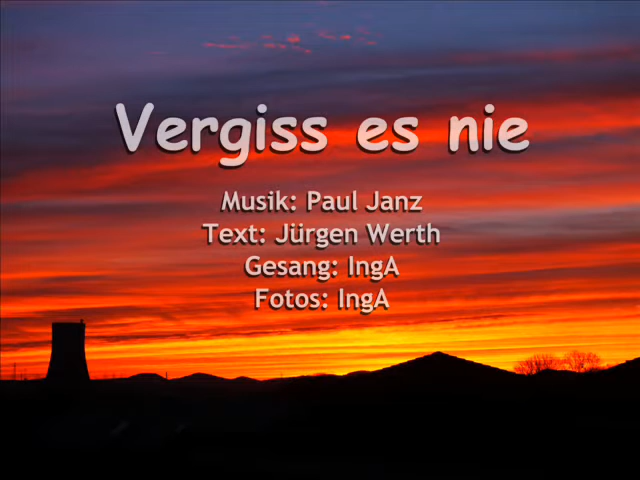 Vergiss es nie
Musik: Paul Janz
Text: Jürgen Werth
Gesang: IngA
Fotos: IngA